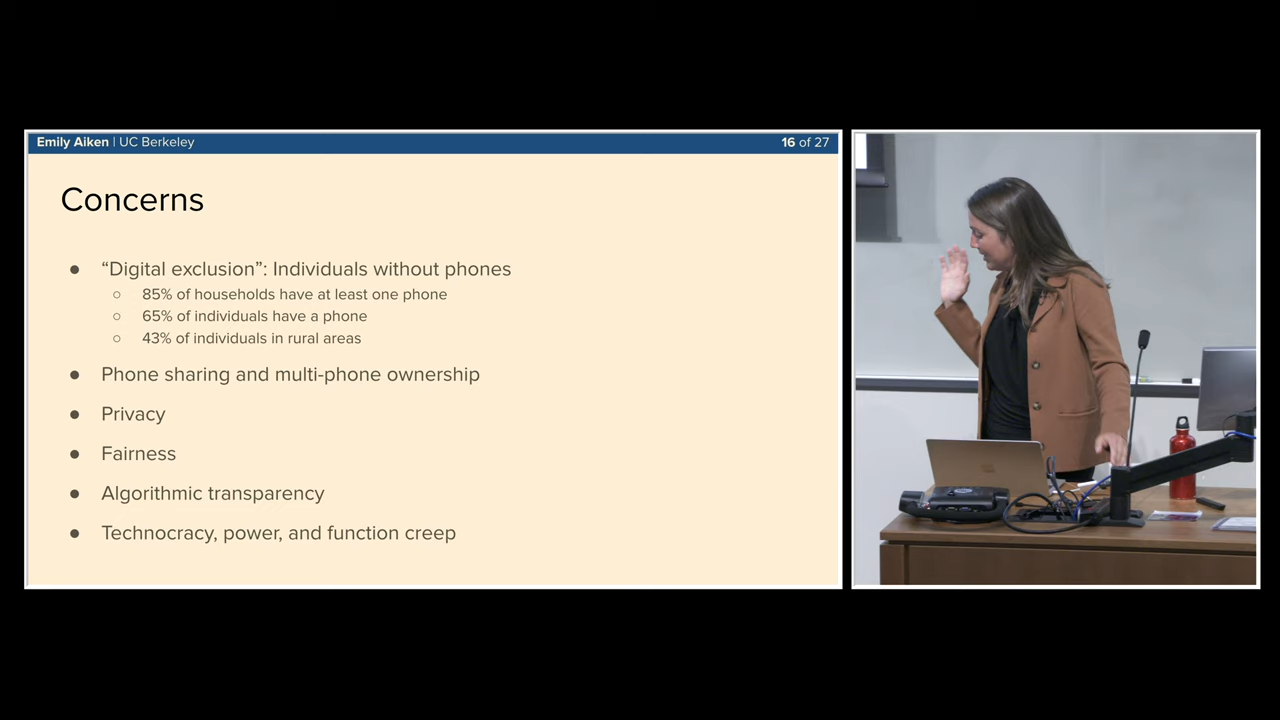 Emily Aiken | UC Berkeley
16 of 27
Concerns
● “Digital exclusion”: Individuals without phones
○ 85% of households have at least one phone
○ 65% of individuals have a phone
○ 43% of individuals in rural areas
● Phone sharing and multi-phone ownership
● Privacy
● Fairness
● Algorithmic transparency
● Technocracy, power, and function creep